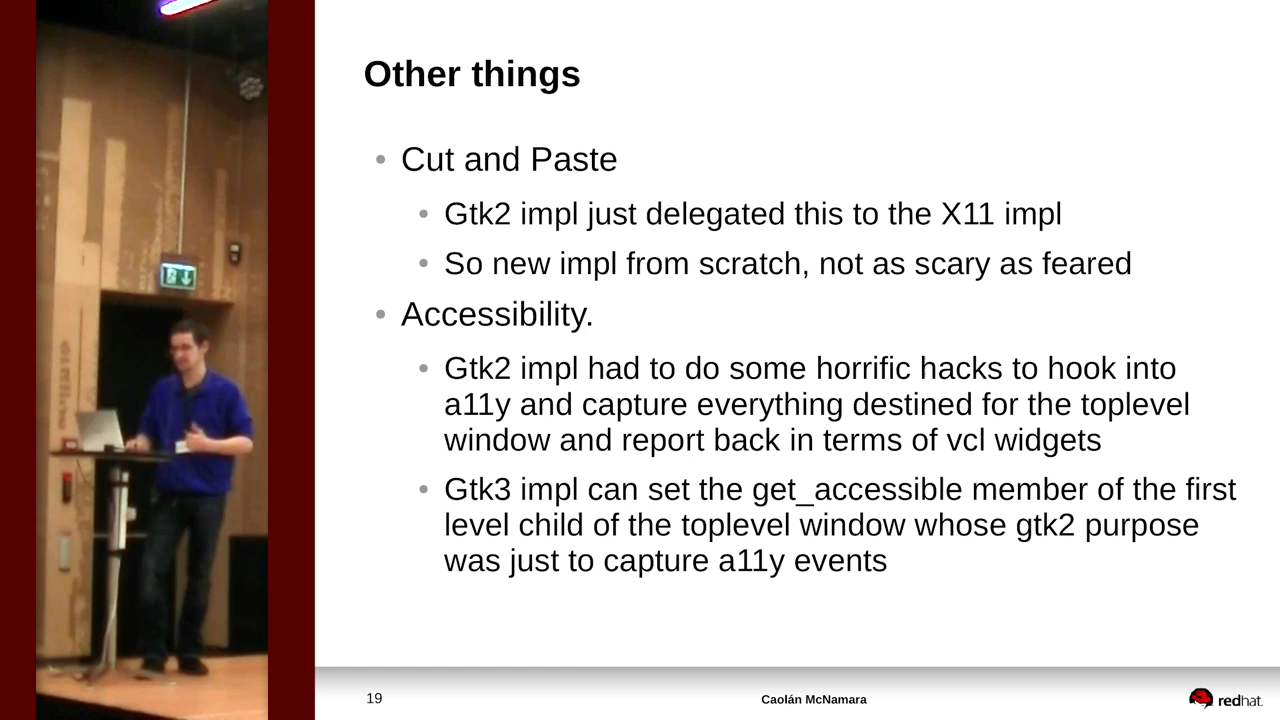 Other things
• Cut and Paste
• Gtk2 impl just delegated this to the X11 impl
• So new impl from scratch, not as scary as feared
• Accessibility.
• Gtk2 impl had to do some horrific hacks to hook into
a11y and capture everything destined for the toplevel
window and report back in terms of vcl widgets
• Gtk3 impl can set the get_accessible member of the first
level child of the toplevel window whose gtk2 purpose
was just to capture a11y events
19
Caolán McNamara
redhat.